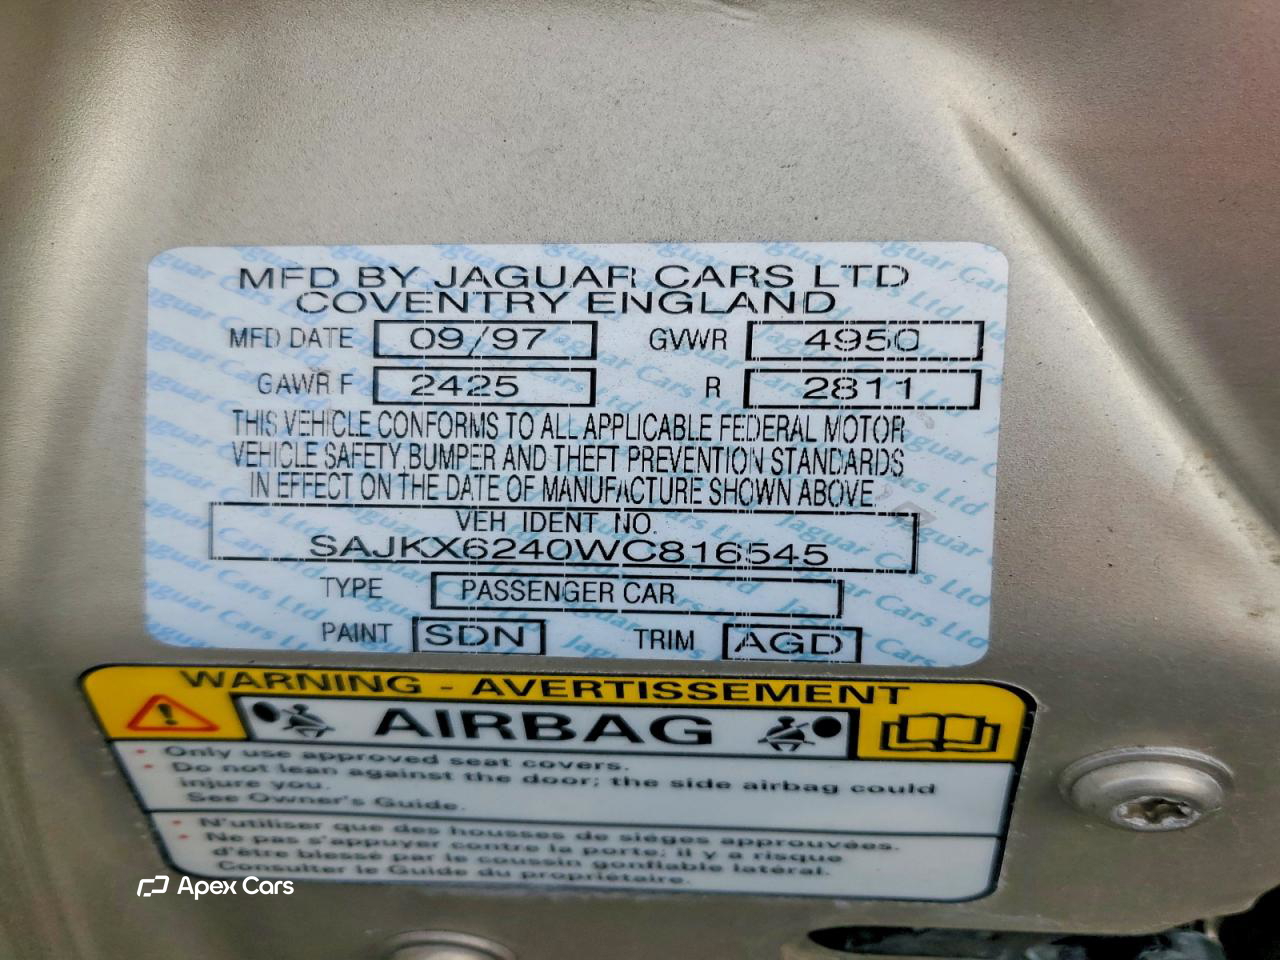 MFD BY JAGUAR CARS LTD
COVENTRY ENGLAND
MFD DATE 09/97 GVWR 4950
GAWR F 2425 R 2811
THIS VEHICLE CONFORMS TO ALL APPLICABLE FEDERAL MOTOR
VEHICLE SAFETY, BUMPER AND THEFT PREVENTION STANDARDS
IN EFFECT ON THE DATE OF MANUFACTURE SHOWN ABOVE
VEH IDENT NO.
SAJKX6240WC816545
TYPE PASSENGER CAR
PAINT SDN TRIM AGD
WARNING - AVERTISSEMENT
AIRBAG
• Only use approved seat covers.
• Do not lean against the door; the side airbag could
injure you.
See Owner's Guide.
• N'utiliser que des housses de sièges approuvées.
• Ne pas s'appuyer contre la porte; il y a risque
d'être blessé par le coussin gonflable latéral.
Consulter le Guide du propriétaire.
Apex Cars